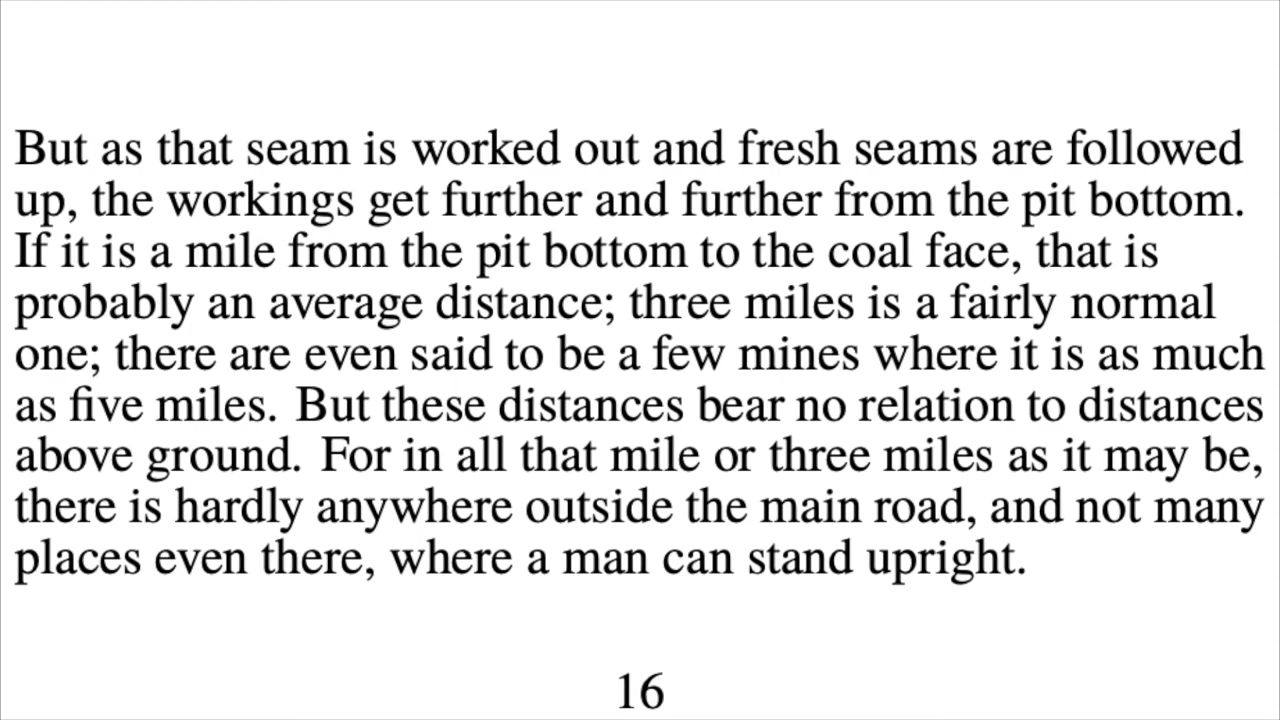 But as that seam is worked out and fresh seams are followed
up, the workings get further and further from the pit bottom.
If it is a mile from the pit bottom to the coal face, that is
probably an average distance; three miles is a fairly normal
one; there are even said to be a few mines where it is as much
as five miles. But these distances bear no relation to distances
above ground. For in all that mile or three miles as it may be,
there is hardly anywhere outside the main road, and not many
places even there, where a man can stand upright.
16